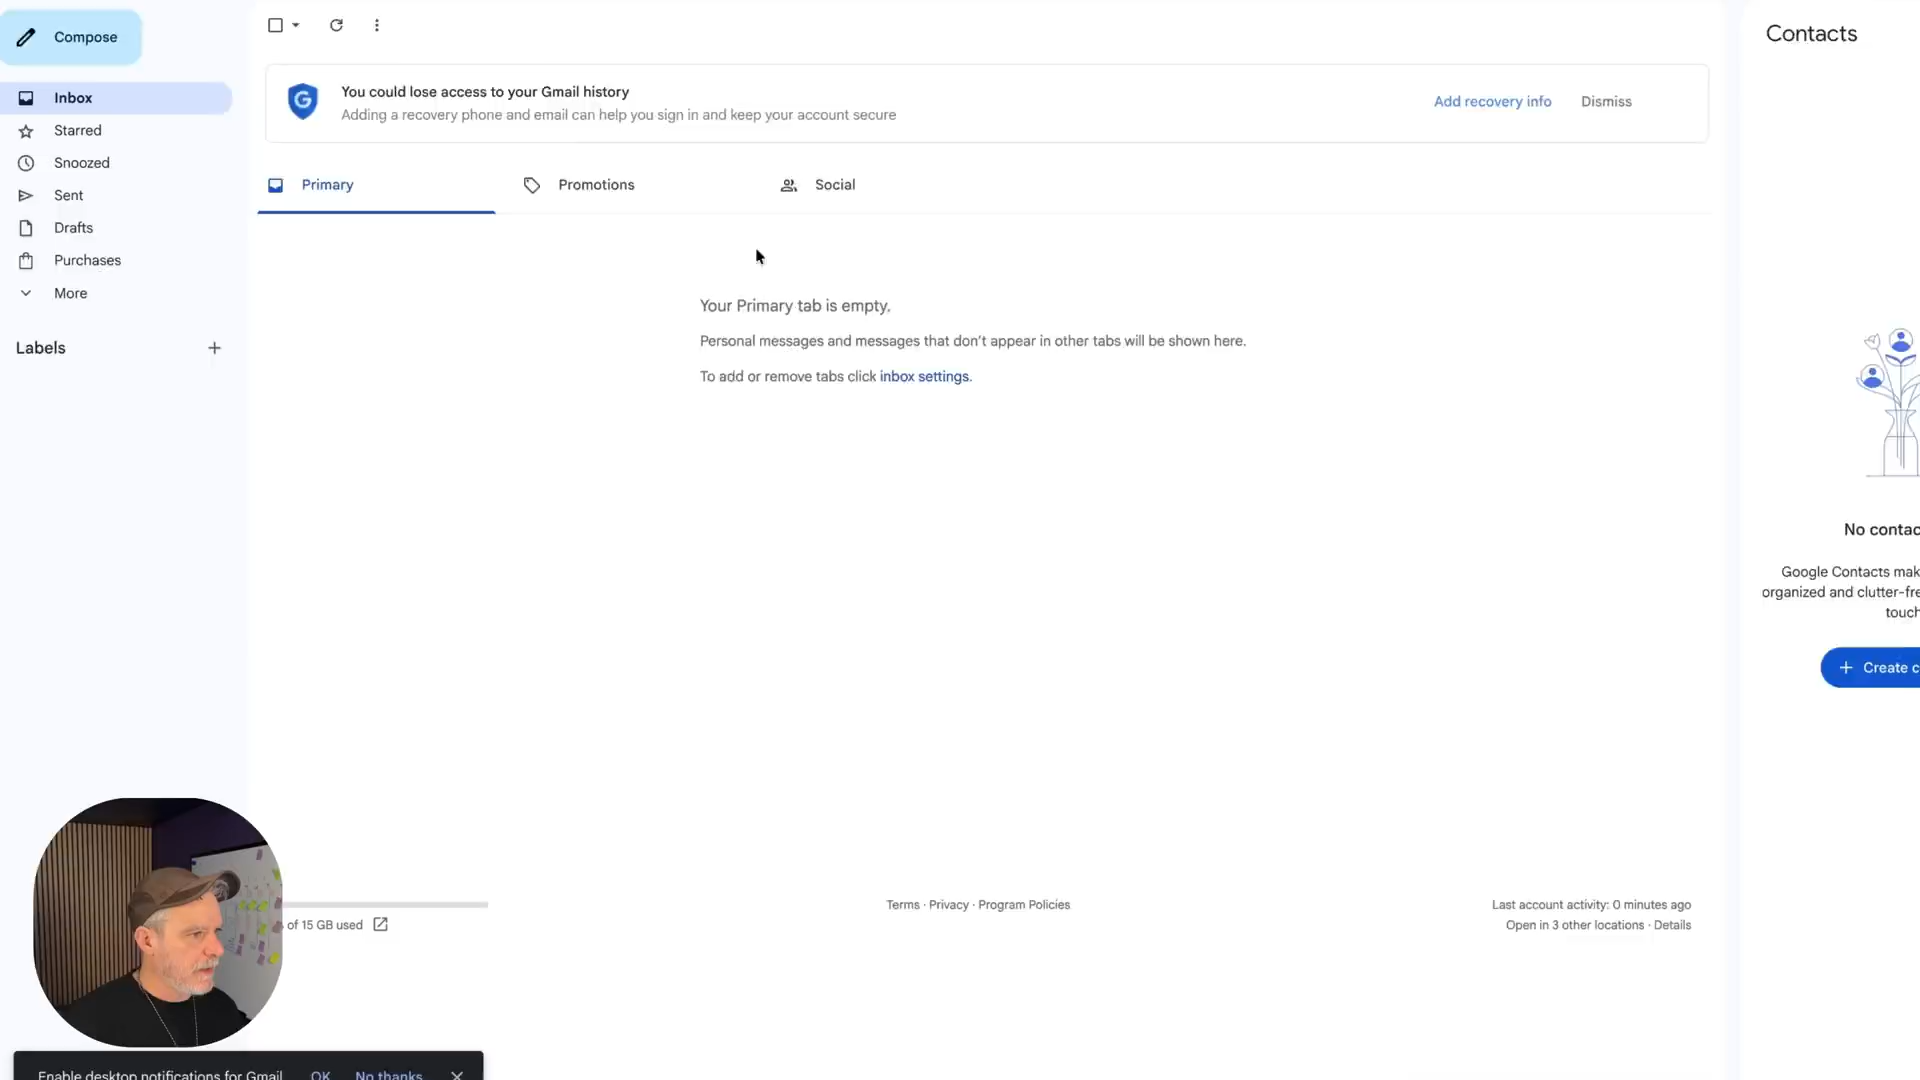 Compose
Inbox
Starred
Snoozed
Sent
Drafts
Purchases
More
Labels
You could lose access to your Gmail history
Adding a recovery phone and email can help you sign in and keep your account secure
Add recovery info
Dismiss
Primary
Promotions
Social
Your Primary tab is empty.
Personal messages and messages that don't appear in other tabs will be shown here.
To add or remove tabs click inbox settings.
of 15 GB used
Terms · Privacy · Program Policies
Last account activity: 0 minutes ago
Open in 3 other locations · Details
Contacts
No contac
Google Contacts mak
organized and clutter-fre
touch
Create c
Enable desktop notifications for Gmail
OK
No thanks